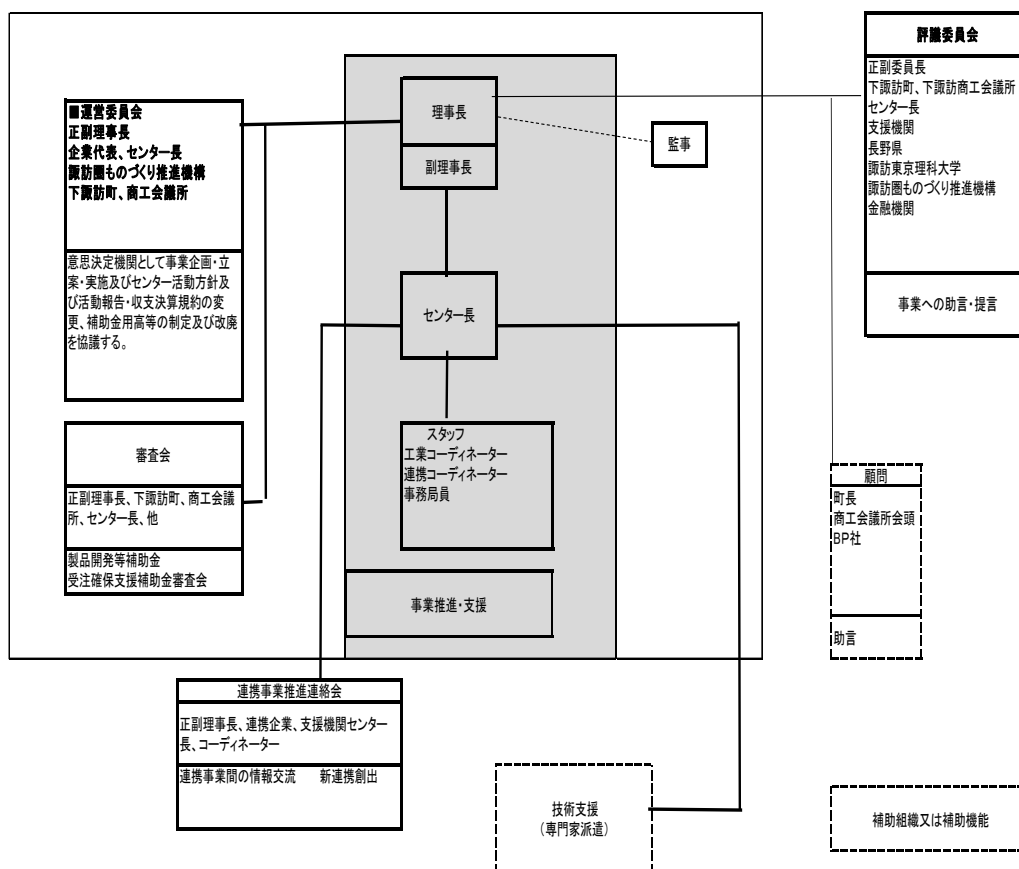 評議委員会
正副委員長
下諏訪町、下諏訪商工会議所
センター長
支援機関
長野県
諏訪東京理科大学
諏訪圏ものづくり推進機構
金融機関
事業への助言・提言
理事長
副理事長
監事
■運営委員会
正副理事長
企業代表、センター長
諏訪圏ものづくり推進機構
下諏訪町、商工会議所
意思決定機関として事業企画・立
案・実施及びセンター活動方針及
び活動報告・収支決算規約の変
更、補助金用高等の制定及び改廃
を協議する。
センター長
審査会
正副理事長、下諏訪町、商工会議
所、センター長、他
製品開発等補助金
受注確保支援補助金審査会
スタッフ
工業コーディネーター
連携コーディネーター
事務局員
事業推進・支援
顧問
町長
商工会議所会頭
BP社
助言
連携事業推進連絡会
正副理事長、連携企業、支援機関センター
長、コーディネーター
連携事業間の情報交流　新連携創出
技術支援
（専門家派遣）
補助組織又は補助機能